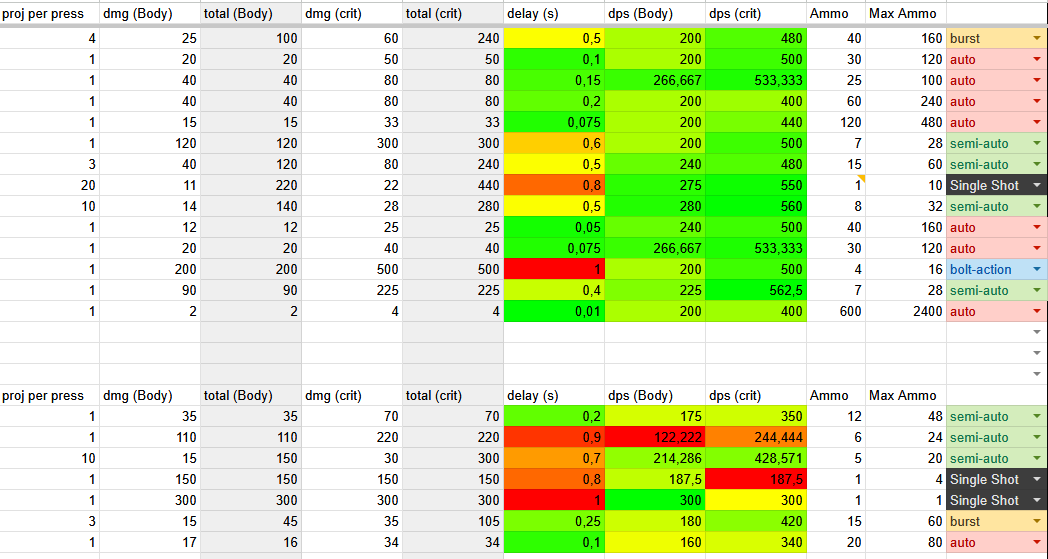 proj per press dmg (Body) total (Body) dmg (crit) total (crit) delay (s) dps (Body) dps (crit) Ammo Max Ammo
4 25 100 60 240 0,5 200 480 40 160 burst
1 20 20 50 50 0,1 200 500 30 120 auto
1 40 40 80 80 0,15 266,667 533,333 25 100 auto
1 40 40 80 80 0,2 200 400 60 240 auto
1 15 15 33 33 0,075 200 440 120 480 auto
1 120 120 300 300 0,6 200 500 7 28 semi-auto
3 40 120 80 240 0,5 240 480 15 60 semi-auto
20 11 220 22 440 0,8 275 550 1 10 Single Shot
10 14 140 28 280 0,5 280 560 8 32 semi-auto
1 12 12 25 25 0,05 240 500 40 160 auto
1 20 20 40 40 0,075 266,667 533,333 30 120 auto
1 200 200 500 500 1 200 500 4 16 bolt-action
1 90 90 225 225 0,4 225 562,5 7 28 semi-auto
1 2 2 4 4 0,01 200 400 600 2400 auto
proj per press dmg (Body) total (Body) dmg (crit) total (crit) delay (s) dps (Body) dps (crit) Ammo Max Ammo
1 35 35 70 70 0,2 175 350 12 48 semi-auto
1 110 110 220 220 0,9 122,222 244,444 6 24 semi-auto
10 15 150 30 300 0,7 214,286 428,571 5 20 semi-auto
1 150 150 150 150 0,8 187,5 187,5 1 4 Single Shot
1 300 300 300 300 1 300 300 1 1 Single Shot
3 15 45 35 105 0,25 180 420 15 60 burst
1 17 16 34 34 0,1 160 340 20 80 auto